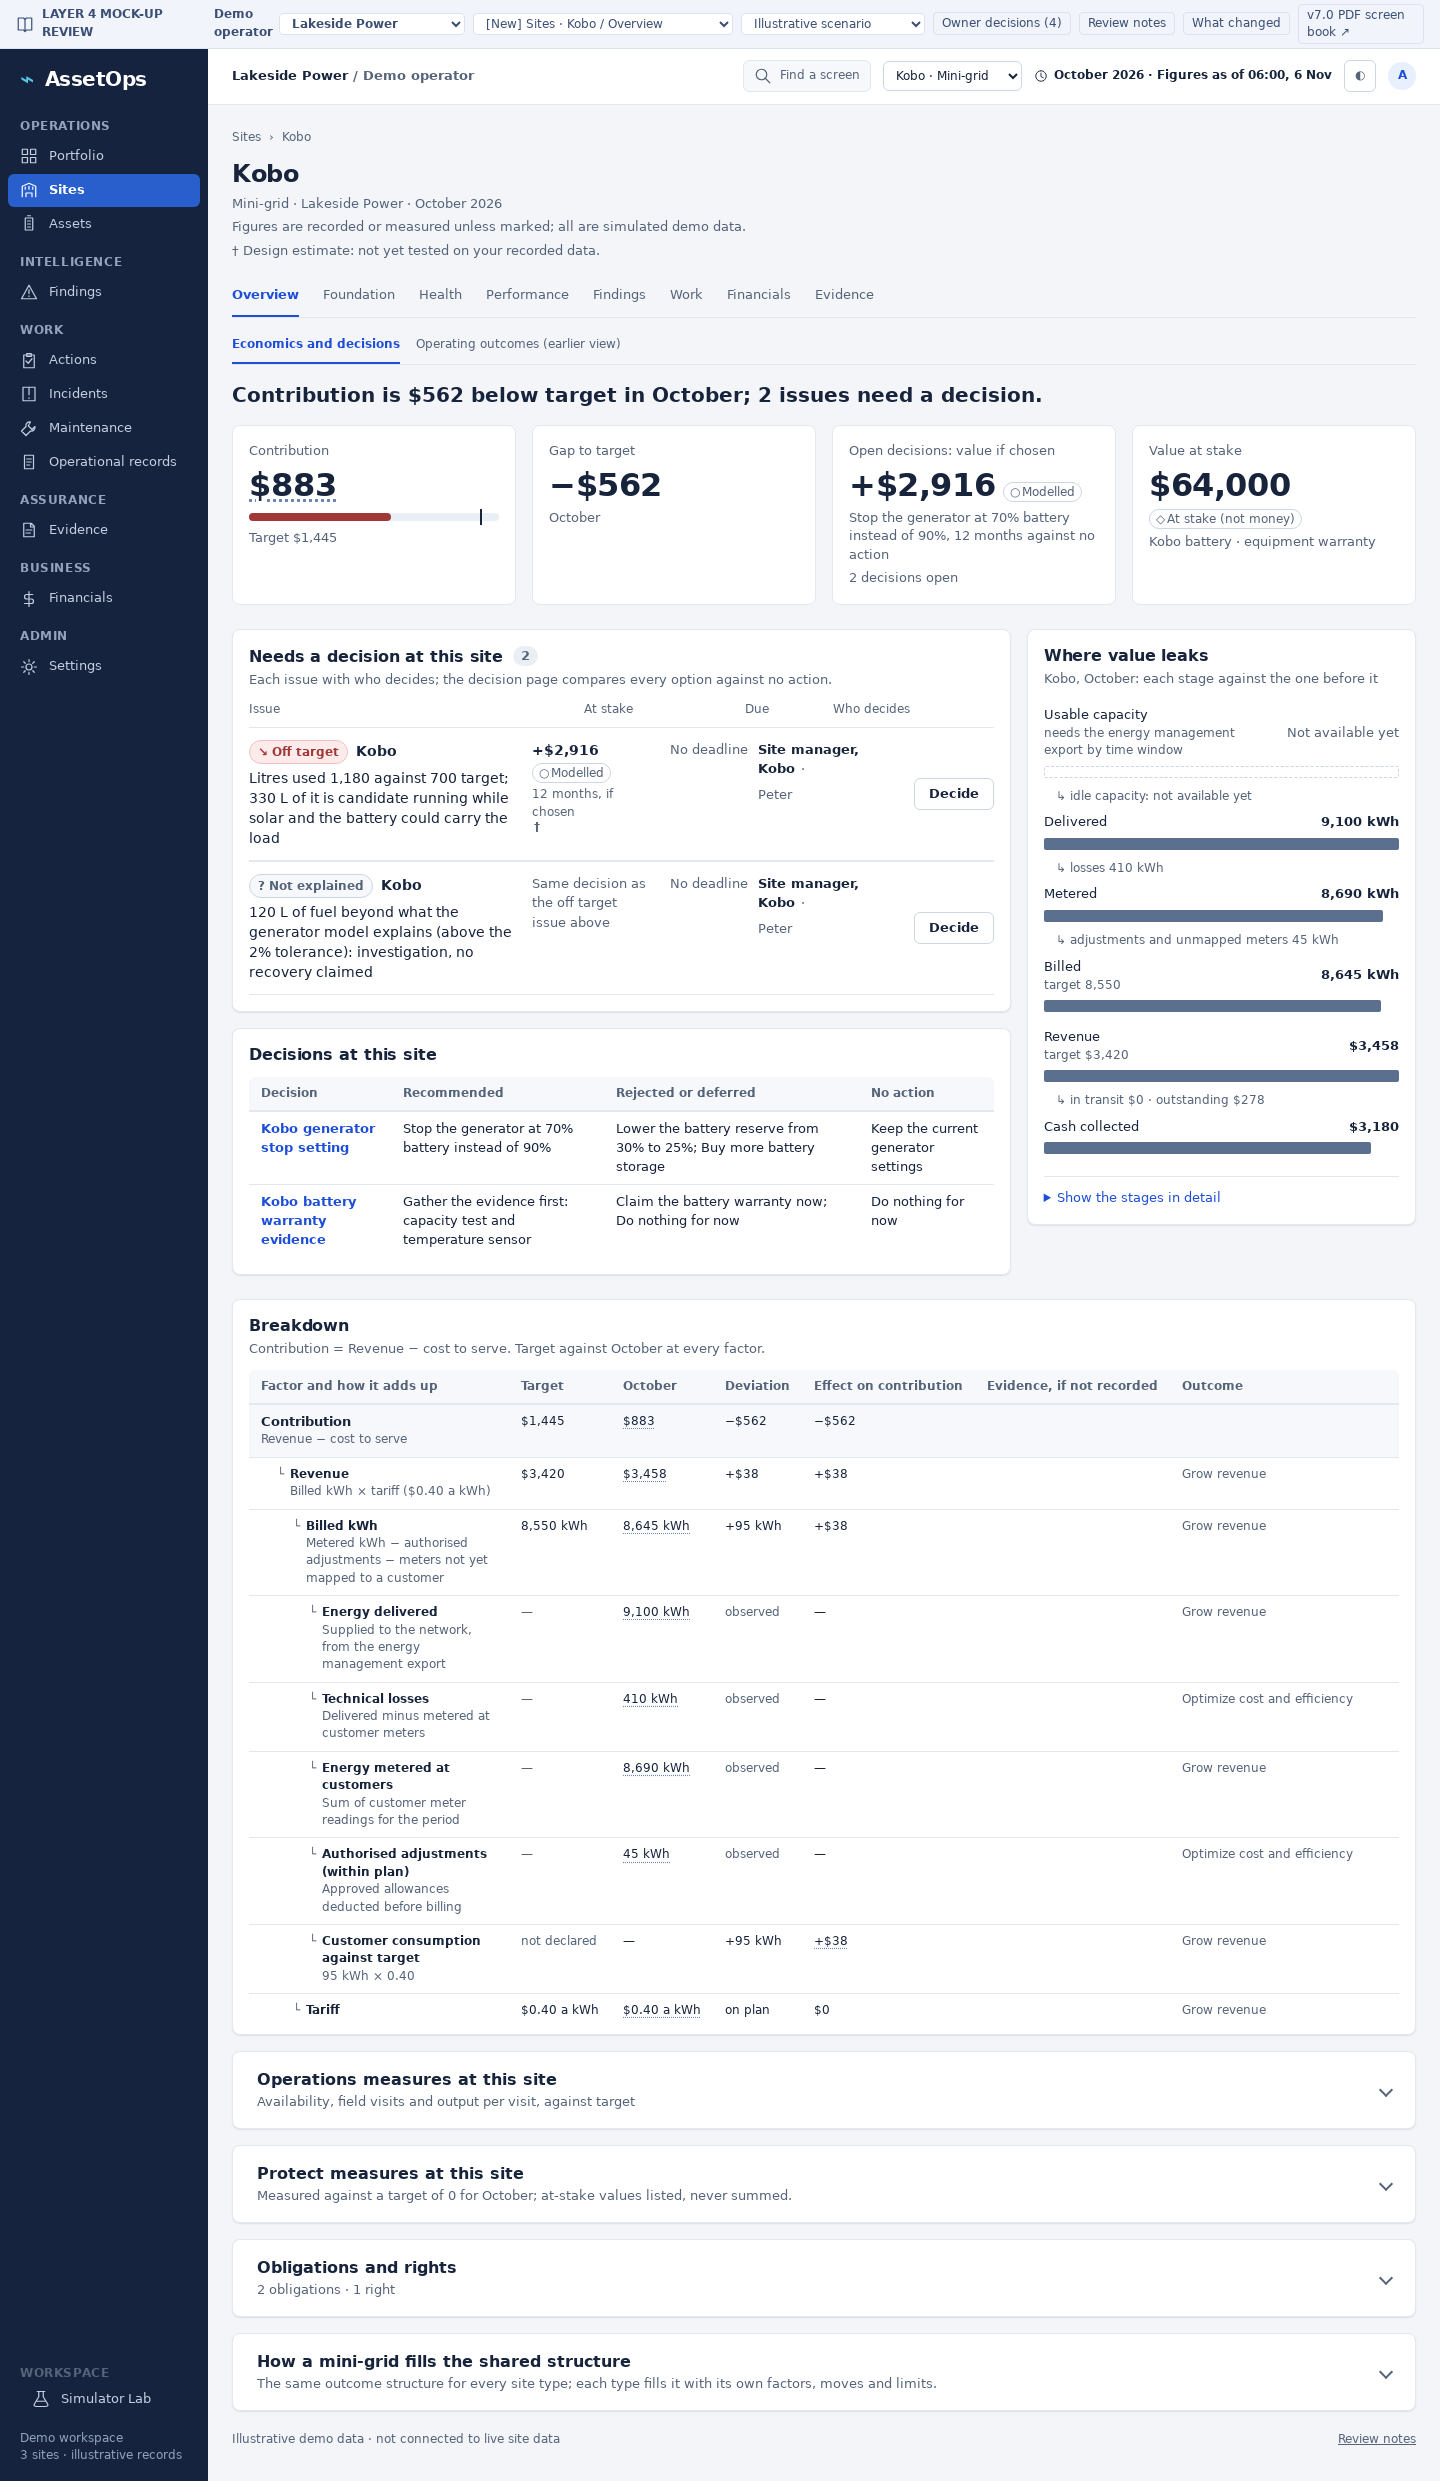 LAYER 4 MOCK-UP
REVIEW
Demo
operator
Lakeside Power
[New] Sites · Kobo / Overview
Illustrative scenario
Owner decisions (4)
Review notes
What changed
v7.0 PDF screen
book ↗
AssetOps
OPERATIONS
Portfolio
Sites
Assets
INTELLIGENCE
Findings
WORK
Actions
Incidents
Maintenance
Operational records
ASSURANCE
Evidence
BUSINESS
Financials
ADMIN
Settings
WORKSPACE
Simulator Lab
Demo workspace
3 sites · illustrative records
Lakeside Power / Demo operator
Find a screen
Kobo · Mini-grid
October 2026 · Figures as of 06:00, 6 Nov
A
Sites › Kobo
Kobo
Mini-grid · Lakeside Power · October 2026
Figures are recorded or measured unless marked; all are simulated demo data.
† Design estimate: not yet tested on your recorded data.
Overview Foundation Health Performance Findings Work Financials Evidence
Economics and decisions Operating outcomes (earlier view)
Contribution is $562 below target in October; 2 issues need a decision.
Contribution
$883
Target $1,445
Gap to target
−$562
October
Open decisions: value if chosen
+$2,916 ○ Modelled
Stop the generator at 70% battery
instead of 90%, 12 months against no
action
2 decisions open
Value at stake
$64,000
◇ At stake (not money)
Kobo battery · equipment warranty
Needs a decision at this site 2
Each issue with who decides; the decision page compares every option against no action.
Issue At stake Due Who decides
↘ Off target Kobo
Litres used 1,180 against 700 target;
330 L of it is candidate running while
solar and the battery could carry the
load
+$2,916
○ Modelled
12 months, if
chosen
†
No deadline
Site manager,
Kobo ·
Peter
Decide
? Not explained Kobo
120 L of fuel beyond what the
generator model explains (above the
2% tolerance): investigation, no
recovery claimed
Same decision as
the off target
issue above
No deadline
Site manager,
Kobo ·
Peter
Decide
Decisions at this site
Decision Recommended Rejected or deferred No action
Kobo generator
stop setting
Stop the generator at 70%
battery instead of 90%
Lower the battery reserve from
30% to 25%; Buy more battery
storage
Keep the current
generator
settings
Kobo battery
warranty
evidence
Gather the evidence first:
capacity test and
temperature sensor
Claim the battery warranty now;
Do nothing for now
Do nothing for
now
Where value leaks
Kobo, October: each stage against the one before it
Usable capacity
needs the energy management
export by time window
Not available yet
↳ idle capacity: not available yet
Delivered 9,100 kWh
↳ losses 410 kWh
Metered 8,690 kWh
↳ adjustments and unmapped meters 45 kWh
Billed
target 8,550
8,645 kWh
Revenue
target $3,420
$3,458
↳ in transit $0 · outstanding $278
Cash collected $3,180
▶ Show the stages in detail
Breakdown
Contribution = Revenue − cost to serve. Target against October at every factor.
Factor and how it adds up Target October Deviation Effect on contribution Evidence, if not recorded Outcome
Contribution $1,445 $883 −$562 −$562
Revenue − cost to serve
└ Revenue $3,420 $3,458 +$38 +$38 Grow revenue
Billed kWh × tariff ($0.40 a kWh)
└ Billed kWh 8,550 kWh 8,645 kWh +95 kWh +$38 Grow revenue
Metered kWh − authorised
adjustments − meters not yet
mapped to a customer
└ Energy delivered — 9,100 kWh observed — Grow revenue
Supplied to the network,
from the energy
management export
└ Technical losses — 410 kWh observed — Optimize cost and efficiency
Delivered minus metered at
customer meters
└ Energy metered at — 8,690 kWh observed — Grow revenue
customers
Sum of customer meter
readings for the period
└ Authorised adjustments — 45 kWh observed — Optimize cost and efficiency
(within plan)
Approved allowances
deducted before billing
└ Customer consumption not declared — +95 kWh +$38 Grow revenue
against target
95 kWh × 0.40
└ Tariff $0.40 a kWh $0.40 a kWh on plan $0 Grow revenue
Operations measures at this site
Availability, field visits and output per visit, against target
Protect measures at this site
Measured against a target of 0 for October; at-stake values listed, never summed.
Obligations and rights
2 obligations · 1 right
How a mini-grid fills the shared structure
The same outcome structure for every site type; each type fills it with its own factors, moves and limits.
Illustrative demo data · not connected to live site data
Review notes